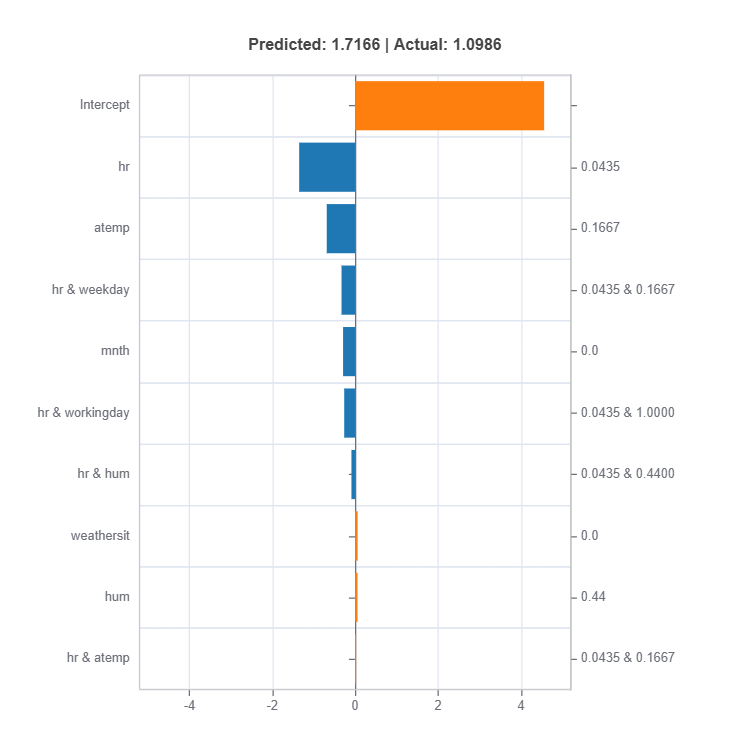 Predicted: 1.7166 | Actual: 1.0986
Intercept
hr 0.0435
atemp 0.1667
hr & weekday 0.0435 & 0.1667
mnth 0.0
hr & workingday 0.0435 & 1.0000
hr & hum 0.0435 & 0.4400
weathersit 0.0
hum 0.44
hr & atemp 0.0435 & 0.1667
-4 -2 0 2 4